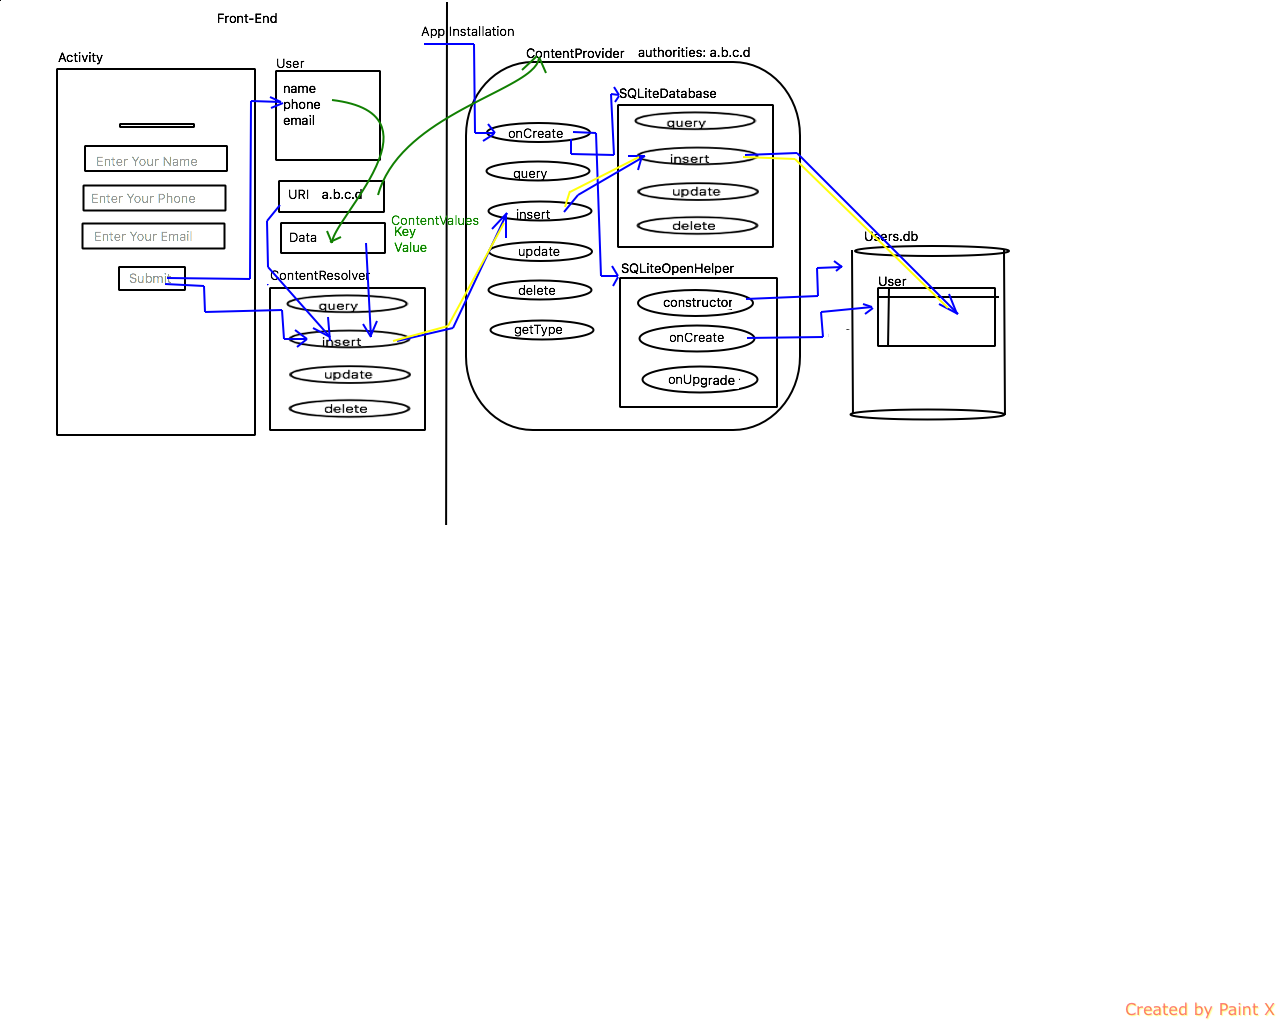 Front-End
Activity
Enter Your Name
Enter Your Phone
Enter Your Email
Submit
User
name
phone
email
URI a.b.c.d
Data
ContentValues
Key
Value
ContentResolver
query
insert
update
delete
App Installation
ContentProvider authorities: a.b.c.d
onCreate
query
insert
update
delete
getType
SQLiteDatabase
query
insert
update
delete
SQLiteOpenHelper
constructor
onCreate
onUpgrade
Users.db
User
Created by Paint X